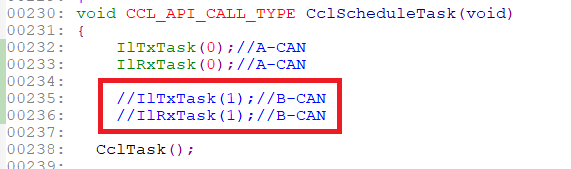 00230: void CCL_API_CALL_TYPE CclScheduleTask(void)
00231: {
00232:     IlTxTask(0);//A-CAN
00233:     IlRxTask(0);//A-CAN
00234:
00235:     //IlTxTask(1);//B-CAN
00236:     //IlRxTask(1);//B-CAN
00237:
00238:   CclTask();
00239: